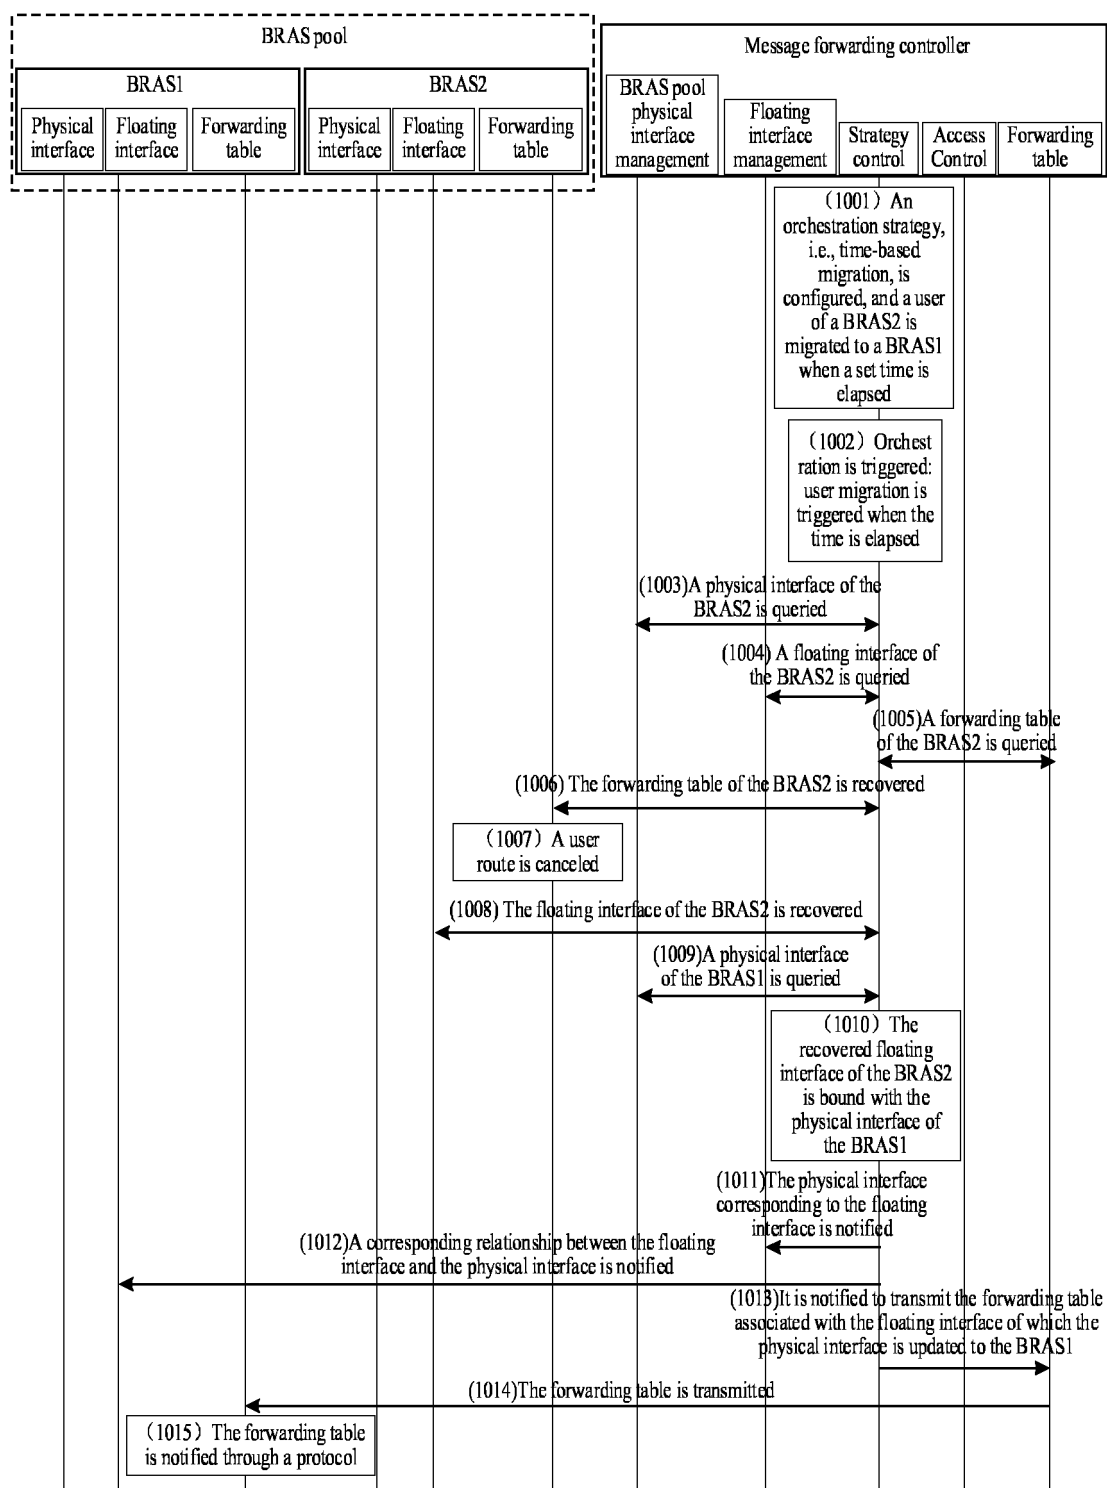 BRAS pool
Message forwarding controller
BRAS1
BRAS2
Physical
interface
Floating
interface
Forwarding
table
Physical
interface
Floating
interface
Forwarding
table
BRAS pool
physical
interface
management
Floating
interface
management
Strategy
control
Access
Control
Forwarding
table
（1001）An
orchestration strategy,
i.e., time-based
migration, is
configured, and a user
of a BRAS2 is
migrated to a BRAS1
when a set time is
elapsed
（1002）Orchest
ration is triggered:
user migration is
triggered when the
time is elapsed
(1003)A physical interface of the
BRAS2 is queried
(1004) A floating interface of
the BRAS2 is queried
(1005)A forwarding table
of the BRAS2 is queried
(1006) The forwarding table of the BRAS2 is recovered
（1007）A user
route is canceled
(1008) The floating interface of the BRAS2 is recovered
(1009)A physical interface
of the BRAS1 is queried
（1010）The
recovered floating
interface of the BRAS2
is bound with the
physical interface of
the BRAS1
(1011)The physical interface
corresponding to the floating
interface is notified
(1012)A corresponding relationship between the floating
interface and the physical interface is notified
(1013)It is notified to transmit the forwarding table
associated with the floating interface of which the
physical interface is updated to the BRAS1
(1014)The forwarding table is transmitted
（1015）The forwarding table
is notified through a protocol